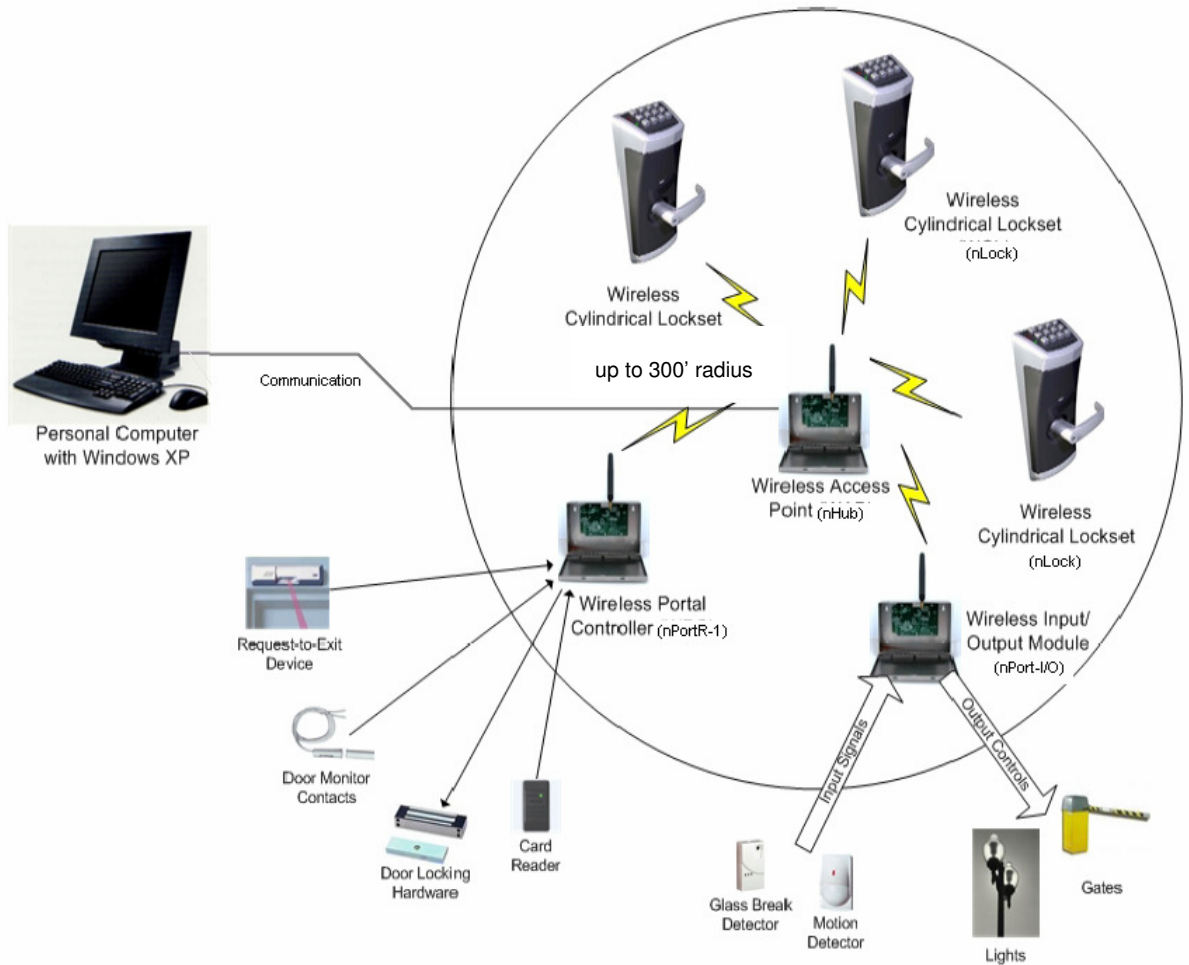 Wireless
Cylindrical Lockset
(nLock)
Wireless
Cylindrical Lockset
up to 300' radius
Communication
Personal Computer
with Windows XP
Wireless Access
Point (nHub)
Wireless
Cylindrical Lockset
(nLock)
Wireless Portal
Controller (nPortR-1)
Wireless Input/
Output Module
(nPort-I/O)
Request-to-Exit
Device
Input Signals
Output Controls
Door Monitor
Contacts
Card
Reader
Door Locking
Hardware
Glass Break
Detector
Motion
Detector
Lights
Gates